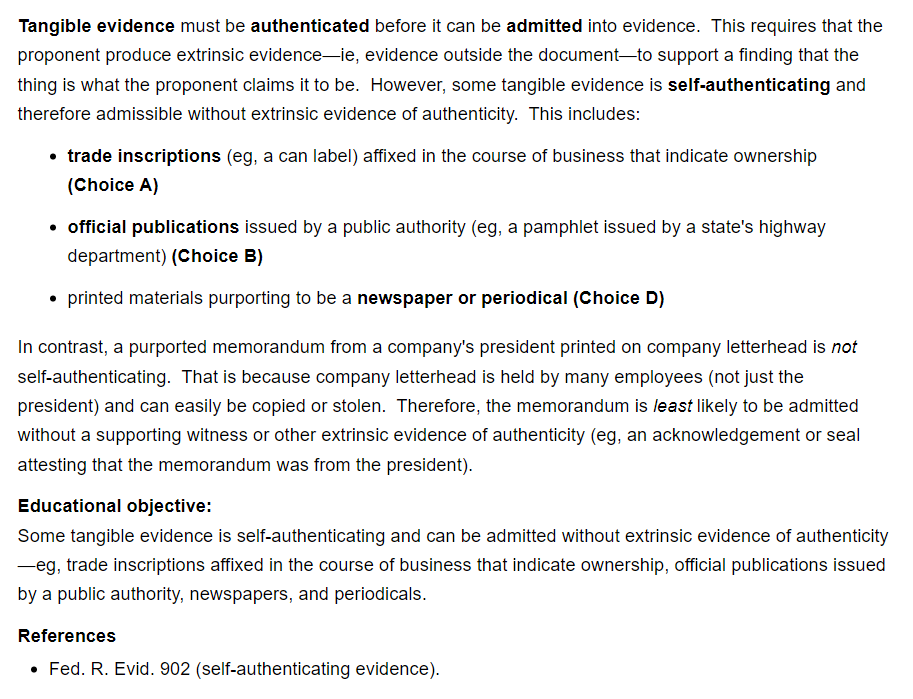 Tangible evidence must be authenticated before it can be admitted into evidence.  This requires that the
proponent produce extrinsic evidence—ie, evidence outside the document—to support a finding that the
thing is what the proponent claims it to be.  However, some tangible evidence is self-authenticating and
therefore admissible without extrinsic evidence of authenticity.  This includes:
• trade inscriptions (eg, a can label) affixed in the course of business that indicate ownership
(Choice A)
• official publications issued by a public authority (eg, a pamphlet issued by a state's highway
department) (Choice B)
• printed materials purporting to be a newspaper or periodical (Choice D)
In contrast, a purported memorandum from a company's president printed on company letterhead is not
self-authenticating.  That is because company letterhead is held by many employees (not just the
president) and can easily be copied or stolen.  Therefore, the memorandum is least likely to be admitted
without a supporting witness or other extrinsic evidence of authenticity (eg, an acknowledgement or seal
attesting that the memorandum was from the president).
Educational objective:
Some tangible evidence is self-authenticating and can be admitted without extrinsic evidence of authenticity
—eg, trade inscriptions affixed in the course of business that indicate ownership, official publications issued
by a public authority, newspapers, and periodicals.
References
• Fed. R. Evid. 902 (self-authenticating evidence).